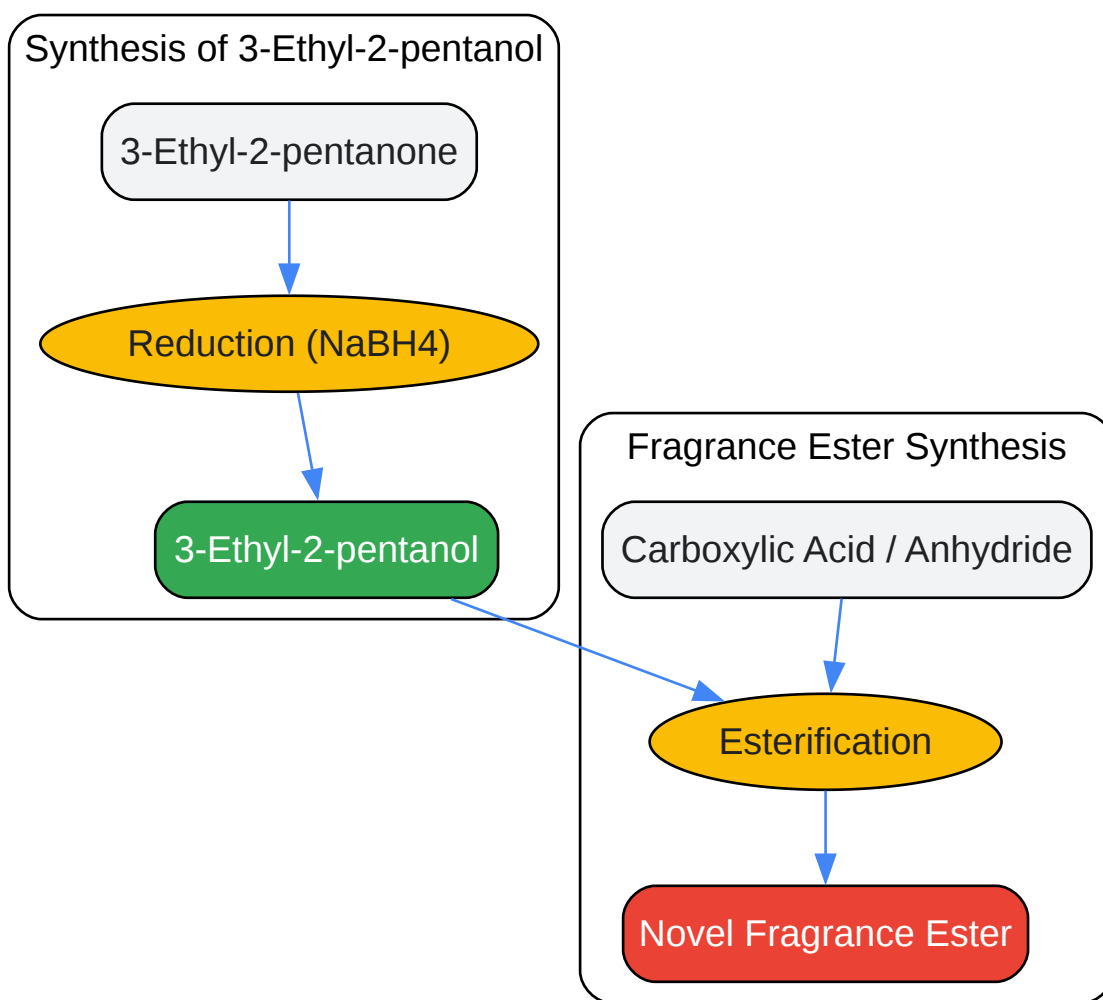 Synthesis of 3-Ethyl-2-pentanol
3-Ethyl-2-pentanone
Reduction (NaBH4)
3-Ethyl-2-pentanol
Fragrance Ester Synthesis
Carboxylic Acid / Anhydride
Esterification
Novel Fragrance Ester